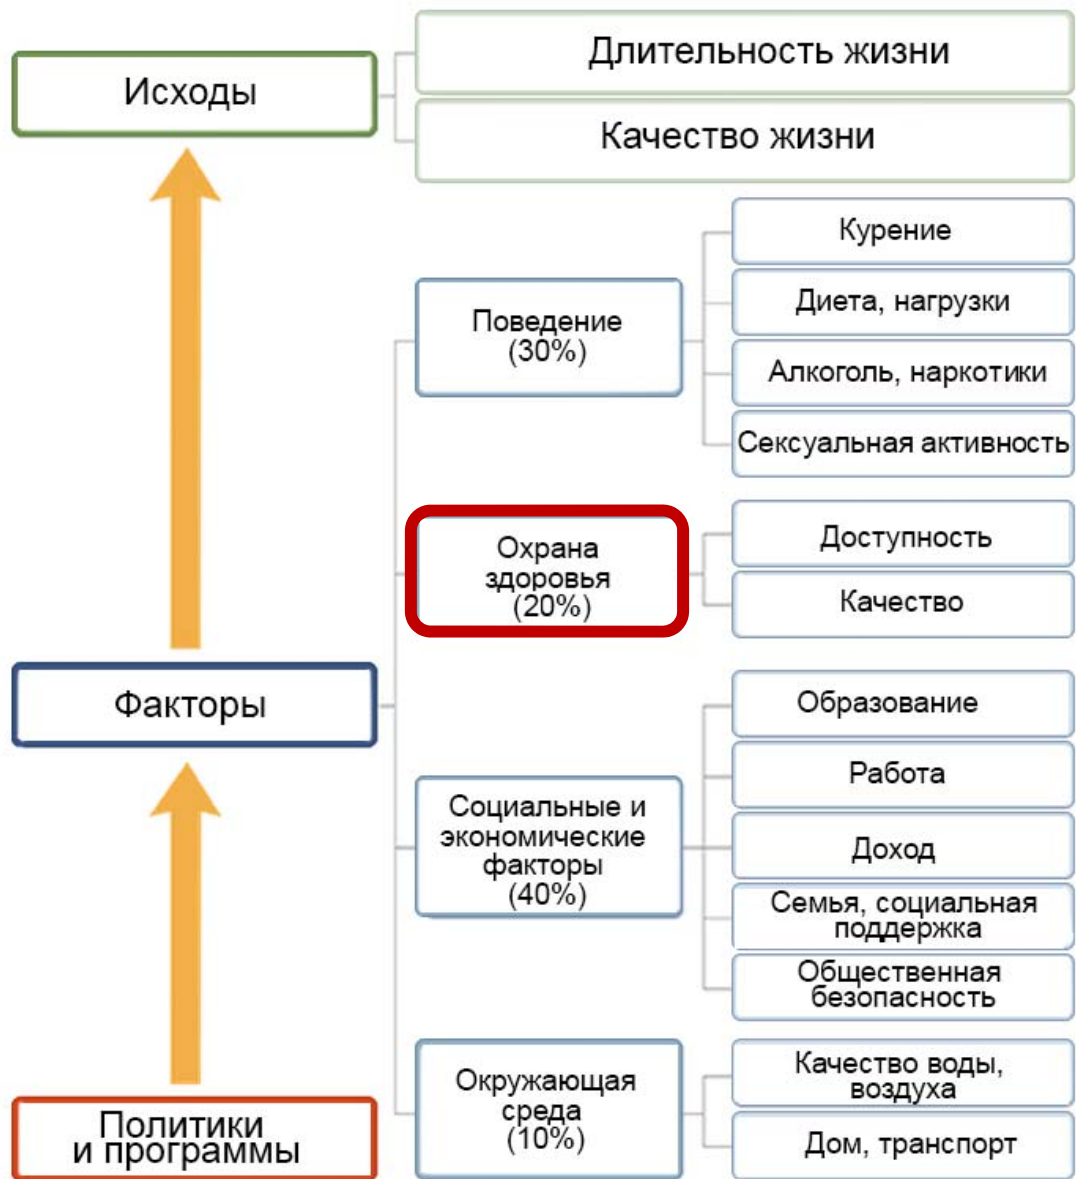 Исходы
Длительность жизни
Качество жизни
Факторы
Поведение
(30%)
Курение
Диета, нагрузки
Алкоголь, наркотики
Сексуальная активность
Охрана
здоровья
(20%)
Доступность
Качество
Социальные и
экономические
факторы
(40%)
Образование
Работа
Доход
Семья, социальная
поддержка
Общественная
безопасность
Окружающая
среда
(10%)
Качество воды,
воздуха
Дом, транспорт
Политики
и программы